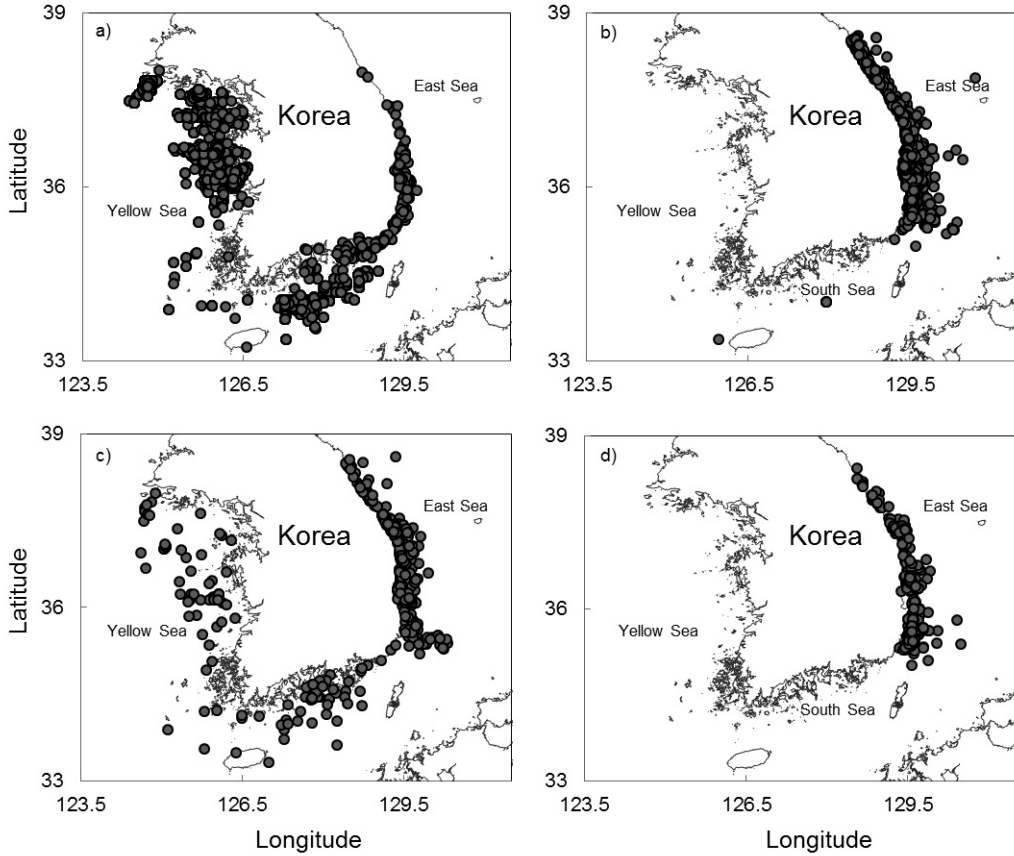 39
a)
East Sea
Korea
36
Latitude
Yellow Sea
33
123.5
126.5
129.5
39
b)
East Sea
Korea
36
Yellow Sea
South Sea
33
123.5
126.5
129.5
39
c)
East Sea
Korea
36
Latitude
Yellow Sea
33
123.5
126.5
129.5
Longitude
39
d)
East Sea
Korea
36
Yellow Sea
South Sea
33
123.5
126.5
129.5
Longitude